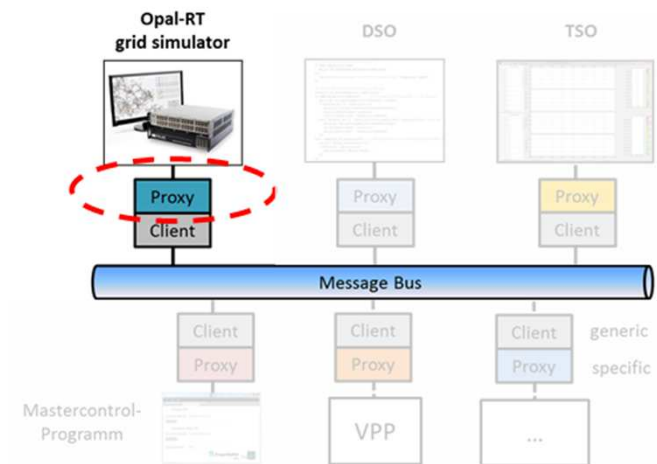 Opal-RT
grid simulator
DSO
TSO
Proxy
Client
Proxy
Client
Proxy
Client
Message Bus
Client
Proxy
Client
Proxy
Client
Proxy
generic
specific
Mastercontrol-
Programm
VPP
...